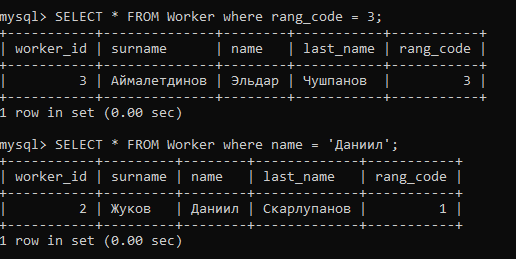 mysql> SELECT * FROM Worker where rang_code = 3;
+-----------+-------------+--------+-----------+-----------+
| worker_id | surname     | name   | last_name | rang_code |
+-----------+-------------+--------+-----------+-----------+
|         3 | Аймалетдинов | Эльдар | Чушпанов  |         3 |
+-----------+-------------+--------+-----------+-----------+
1 row in set (0.00 sec)
mysql> SELECT * FROM Worker where name = 'Даниил';
+-----------+---------+--------+-------------+-----------+
| worker_id | surname | name   | last_name   | rang_code |
+-----------+---------+--------+-------------+-----------+
|         2 | Жуков   | Даниил | Скарлупанов |         1 |
+-----------+---------+--------+-------------+-----------+
1 row in set (0.00 sec)